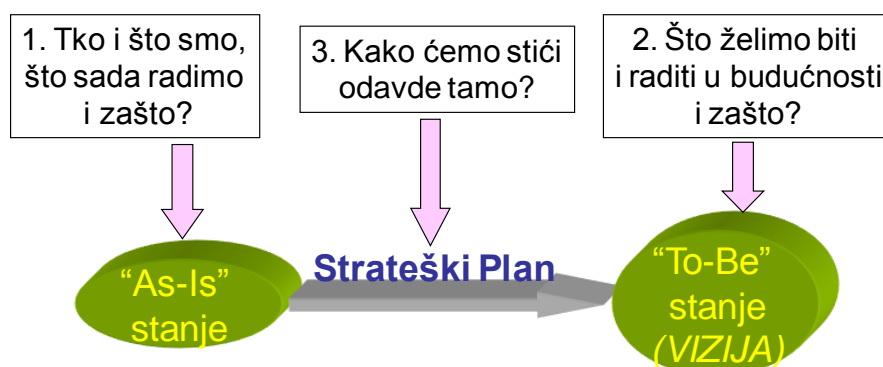 1. Tko i što smo,
što sada radimo
i zašto?
3. Kako ćemo stići
odavde tamo?
2. Što želimo biti
i raditi u budućnosti
i zašto?
“As-Is”
stanje
Strateški Plan
“To-Be”
stanje
(VIZIJA)